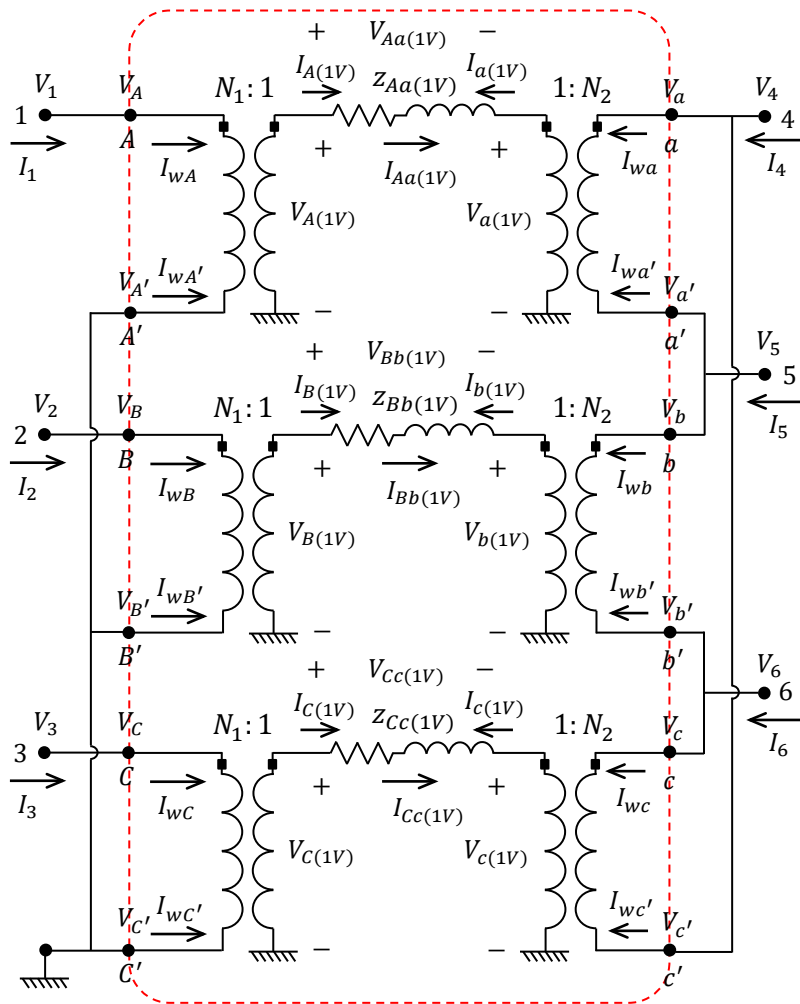 + V_{Aa(1V)} −
I_{A(1V)} z_{Aa(1V)} I_{a(1V)}
V_1 V_A N_1: 1 1: N_2 V_a V_4
1 A a 4
I_1 I_{wA} + I_{Aa(1V)} + I_{wa} I_4
V_{A(1V)} V_{a(1V)}
V_{A′} I_{wA′} I_{wa′} V_{a′}
A′ − − a′
+ V_{Bb(1V)} − V_5
I_{B(1V)} z_{Bb(1V)} I_{b(1V)} 5
V_2 V_B N_1: 1 1: N_2 V_b I_5
2 B b
I_2 I_{wB} + I_{Bb(1V)} + I_{wb}
V_{B(1V)} V_{b(1V)}
V_{B′} I_{wB′} I_{wb′} V_{b′}
B′ − − b′
+ V_{Cc(1V)} − V_6
I_{C(1V)} z_{Cc(1V)} I_{c(1V)} 6
V_3 V_C N_1: 1 1: N_2 V_c I_6
3 C c
I_3 I_{wC} + I_{Cc(1V)} + I_{wc}
V_{C(1V)} V_{c(1V)}
V_{C′} I_{wC′} I_{wc′} V_{c′}
C′ − − c′